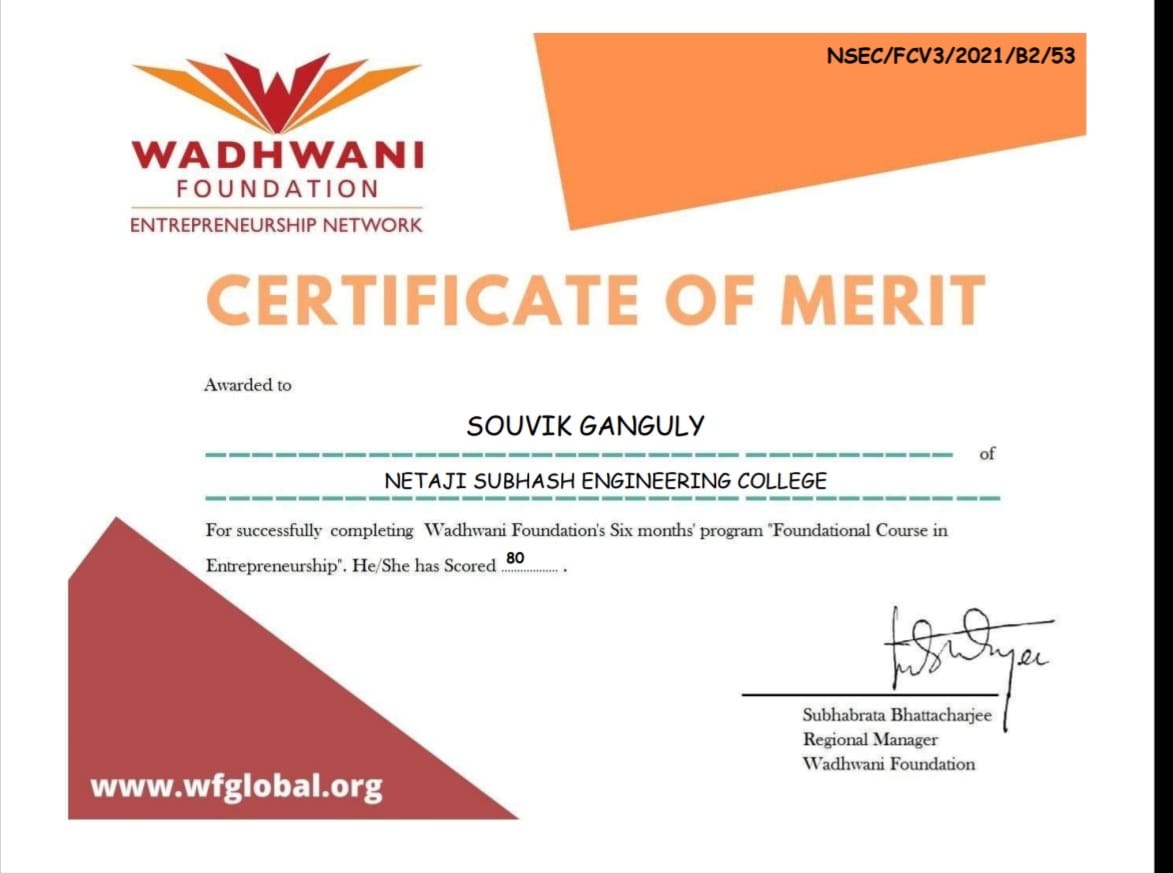 NSEC/FCV3/2021/B2/53
WADHWANI
FOUNDATION
ENTREPRENEURSHIP NETWORK
CERTIFICATE OF MERIT
Awarded to
SOUVIK GANGULY
of
NETAJI SUBHASH ENGINEERING COLLEGE
For successfully completing Wadhwani Foundation's Six months' program "Foundational Course in
Entrepreneurship". He/She has Scored 80 .
Subhabrata Bhattacharjee
Regional Manager
Wadhwani Foundation
www.wfglobal.org